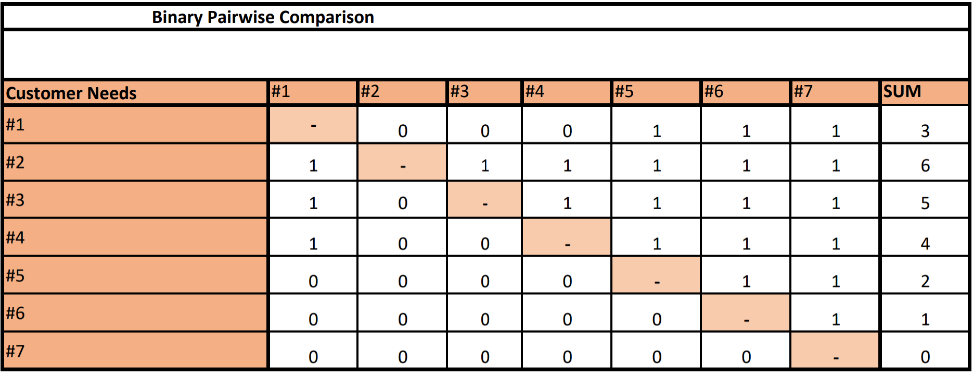 Binary Pairwise Comparison
Customer Needs #1 #2 #3 #4 #5 #6 #7 SUM
#1 - 0 0 0 1 1 1 3
#2 1 - 1 1 1 1 1 6
#3 1 0 - 1 1 1 1 5
#4 1 0 0 - 1 1 1 4
#5 0 0 0 0 - 1 1 2
#6 0 0 0 0 0 - 1 1
#7 0 0 0 0 0 0 - 0